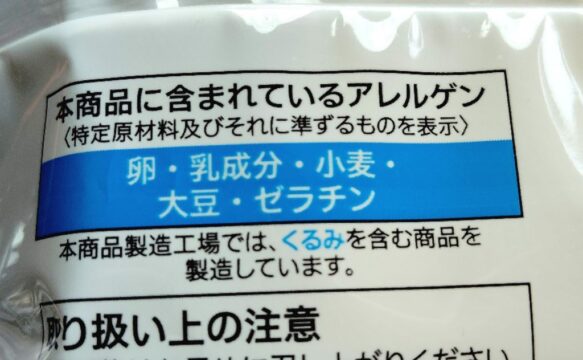 本商品に含まれているアレルゲン
〈特定原材料及びそれに準ずるものを表示〉
卵・乳成分・小麦・
大豆・ゼラチン
本商品製造工場では、くるみを含む商品を
製造しています。
取り扱い上の注意